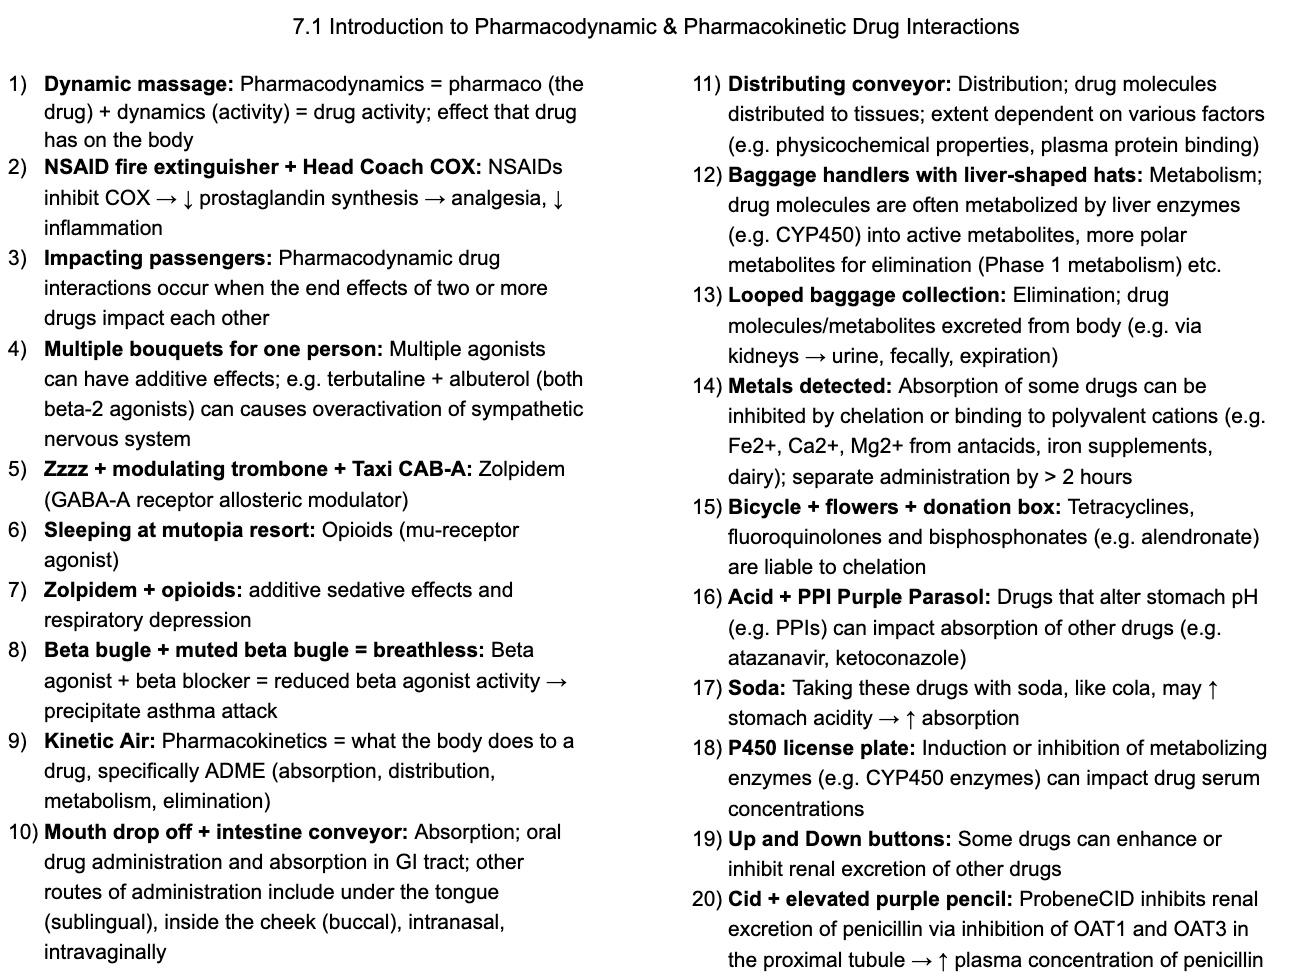 7.1 Introduction to Pharmacodynamic & Pharmacokinetic Drug Interactions
1) Dynamic massage: Pharmacodynamics = pharmaco (the
drug) + dynamics (activity) = drug activity; effect that drug
has on the body
2) NSAID fire extinguisher + Head Coach COX: NSAIDs
inhibit COX → ↓ prostaglandin synthesis → analgesia, ↓
inflammation
3) Impacting passengers: Pharmacodynamic drug
interactions occur when the end effects of two or more
drugs impact each other
4) Multiple bouquets for one person: Multiple agonists
can have additive effects; e.g. terbutaline + albuterol (both
beta-2 agonists) can causes overactivation of sympathetic
nervous system
5) Zzzz + modulating trombone + Taxi CAB-A: Zolpidem
(GABA-A receptor allosteric modulator)
6) Sleeping at mutopia resort: Opioids (mu-receptor
agonist)
7) Zolpidem + opioids: additive sedative effects and
respiratory depression
8) Beta bugle + muted beta bugle = breathless: Beta
agonist + beta blocker = reduced beta agonist activity →
precipitate asthma attack
9) Kinetic Air: Pharmacokinetics = what the body does to a
drug, specifically ADME (absorption, distribution,
metabolism, elimination)
10) Mouth drop off + intestine conveyor: Absorption; oral
drug administration and absorption in GI tract; other
routes of administration include under the tongue
(sublingual), inside the cheek (buccal), intranasal,
intravaginally
11) Distributing conveyor: Distribution; drug molecules
distributed to tissues; extent dependent on various factors
(e.g. physicochemical properties, plasma protein binding)
12) Baggage handlers with liver-shaped hats: Metabolism;
drug molecules are often metabolized by liver enzymes
(e.g. CYP450) into active metabolites, more polar
metabolites for elimination (Phase 1 metabolism) etc.
13) Looped baggage collection: Elimination; drug
molecules/metabolites excreted from body (e.g. via
kidneys → urine, fecally, expiration)
14) Metals detected: Absorption of some drugs can be
inhibited by chelation or binding to polyvalent cations (e.g.
Fe2+, Ca2+, Mg2+ from antacids, iron supplements,
dairy); separate administration by > 2 hours
15) Bicycle + flowers + donation box: Tetracyclines,
fluoroquinolones and bisphosphonates (e.g. alendronate)
are liable to chelation
16) Acid + PPI Purple Parasol: Drugs that alter stomach pH
(e.g. PPIs) can impact absorption of other drugs (e.g.
atazanavir, ketoconazole)
17) Soda: Taking these drugs with soda, like cola, may ↑
stomach acidity → ↑ absorption
18) P450 license plate: Induction or inhibition of metabolizing
enzymes (e.g. CYP450 enzymes) can impact drug serum
concentrations
19) Up and Down buttons: Some drugs can enhance or
inhibit renal excretion of other drugs
20) Cid + elevated purple pencil: ProbeneCID inhibits renal
excretion of penicillin via inhibition of OAT1 and OAT3 in
the proximal tubule → ↑ plasma concentration of penicillin